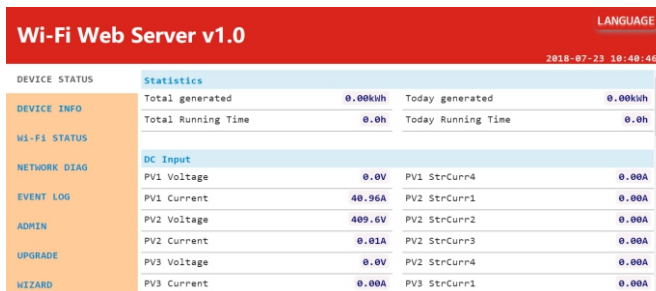 LANGUAGE
Wi-Fi Web Server v1.0
2018-07-23 10:40:46
DEVICE STATUS
DEVICE INFO
Wi-Fi STATUS
NETWORK DIAG
EVENT LOG
ADMIN
UPGRADE
WIZARD
Statistics
Total generated 0.00kWh Today generated 0.00kWh
Total Running Time 0.0h Today Running Time 0.0h
DC Input
PV1 Voltage 0.0V PV1 StrCurr4 0.00A
PV1 Current 40.96A PV2 StrCurr1 0.00A
PV2 Voltage 409.6V PV2 StrCurr2 0.00A
PV2 Current 0.01A PV2 StrCurr3 0.00A
PV3 Voltage 0.0V PV2 StrCurr4 0.00A
PV3 Current 0.00A PV3 StrCurr1 0.00A